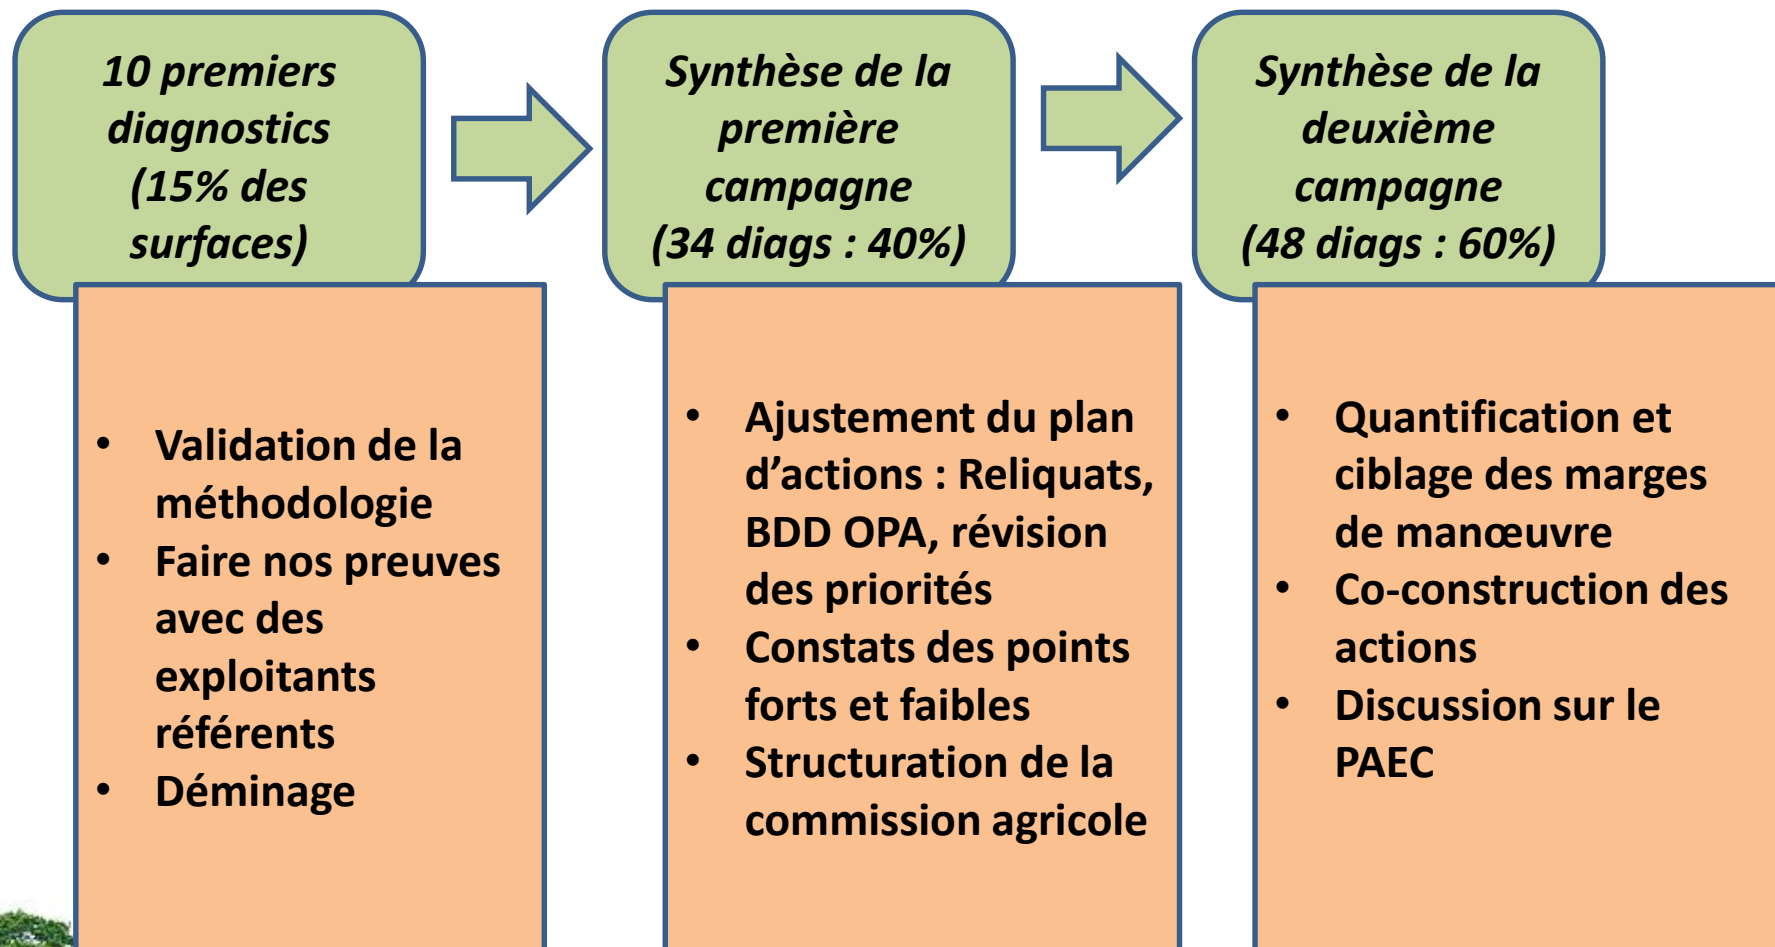 10 premiers
diagnostics
(15% des
surfaces)
• Validation de la
méthodologie
• Faire nos preuves
avec des
exploitants
référents
• Déminage
Synthèse de la
première
campagne
(34 diags : 40%)
• Ajustement du plan
d’actions : Reliquats,
BDD OPA, révision
des priorités
• Constats des points
forts et faibles
• Structuration de la
commission agricole
Synthèse de la
deuxième
campagne
(48 diags : 60%)
• Quantification et
ciblage des marges
de manœuvre
• Co-construction des
actions
• Discussion sur le
PAEC